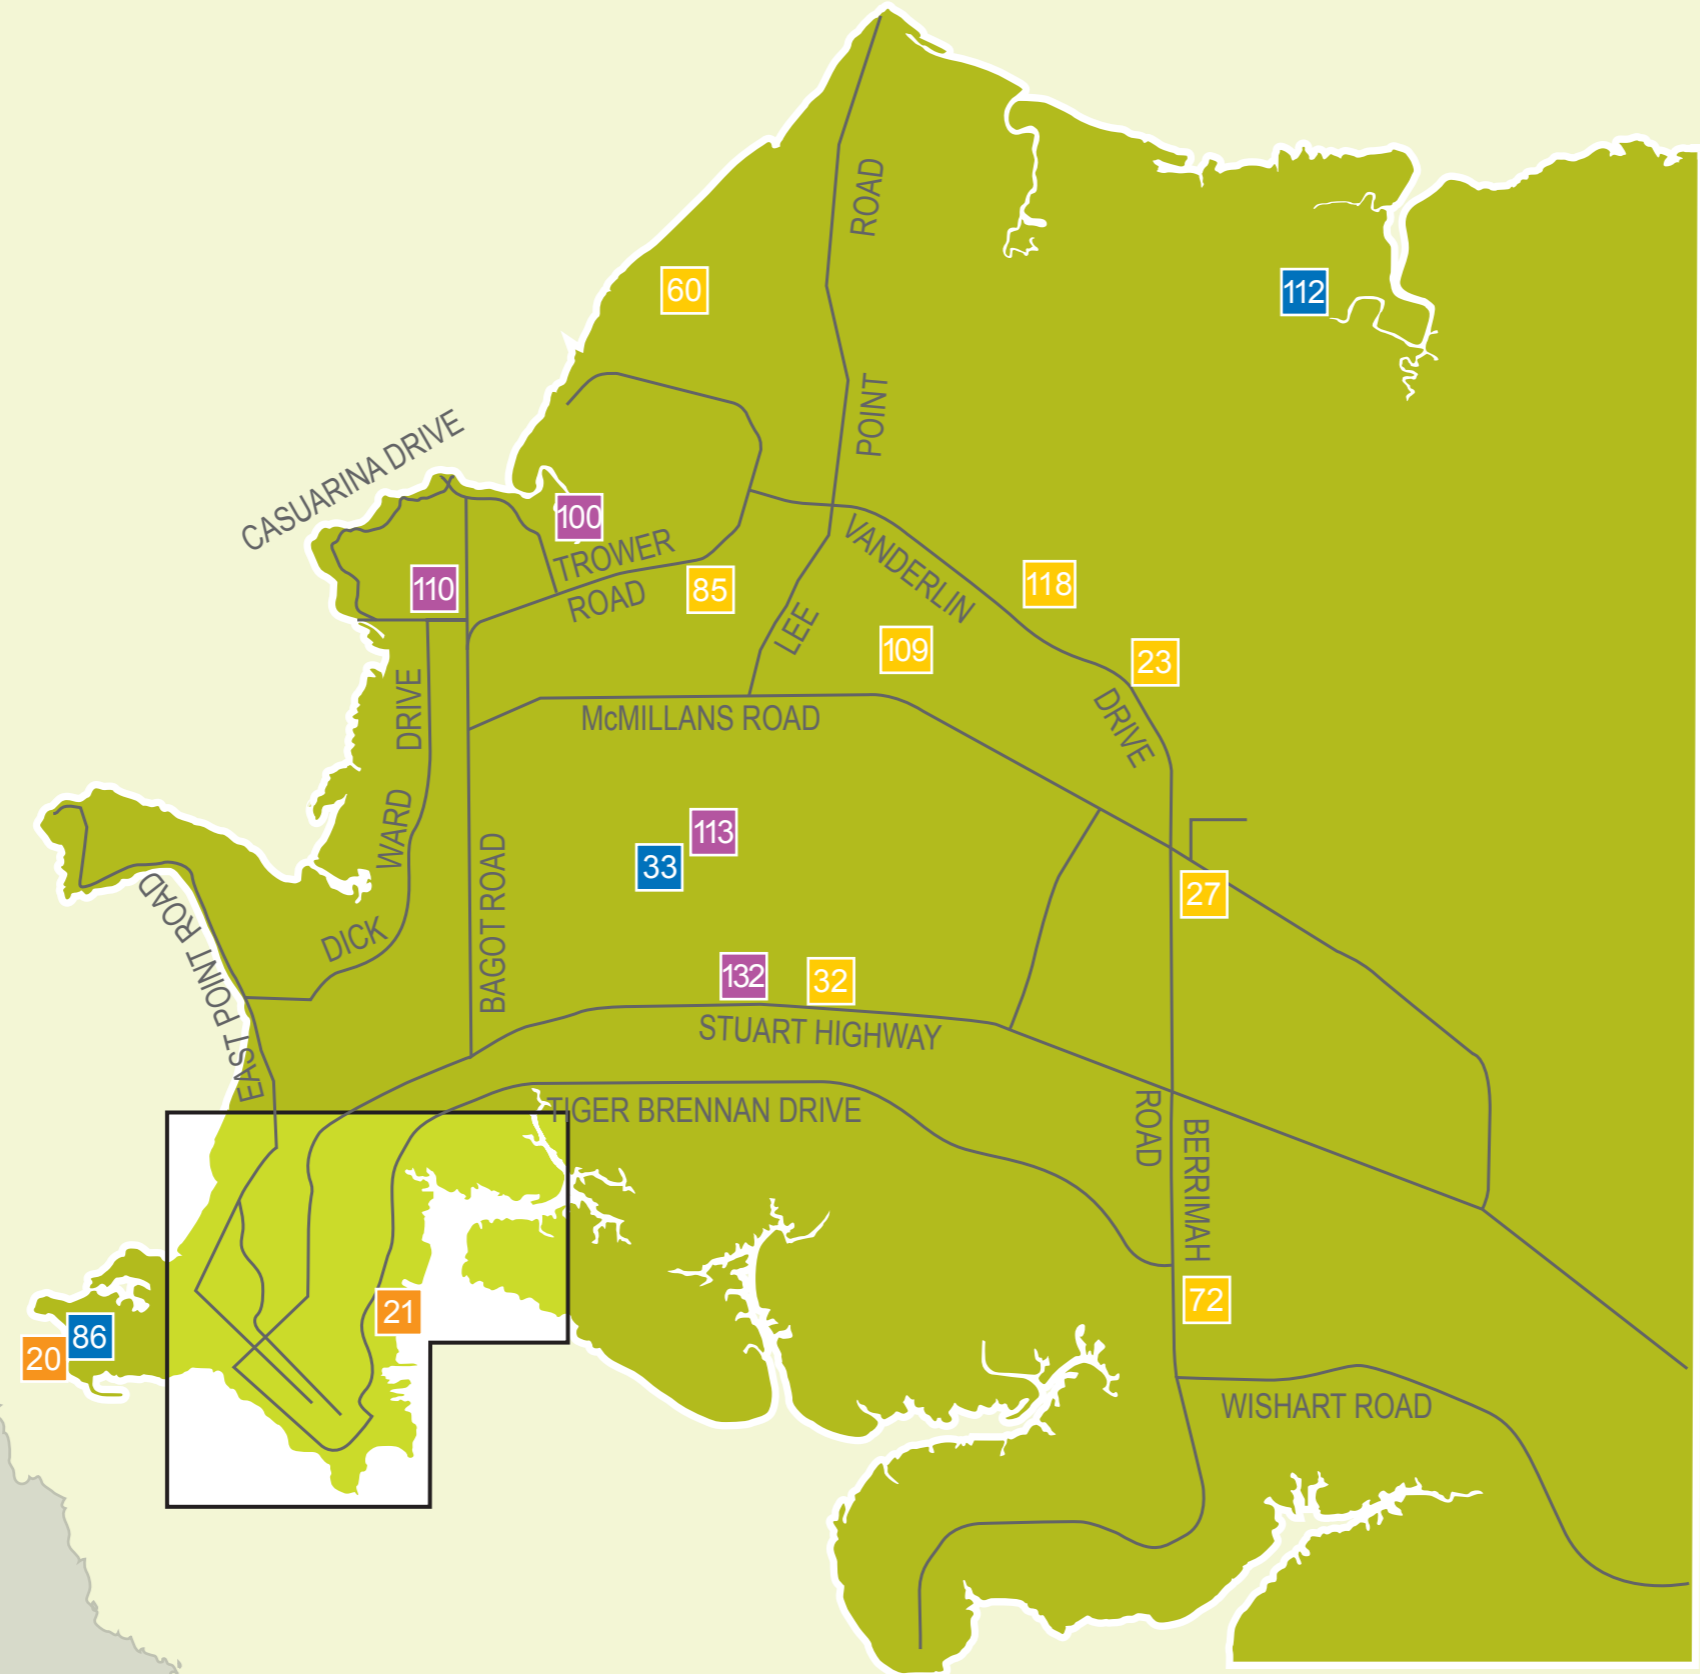 ROAD
60
112
POINT
CASUARINA DRIVE
100
TROWER
ROAD
VANDERLIN
110
85
118
LEE
109
23
DRIVE
DRIVE
McMILLANS ROAD
WARD
113
33
BAGOT ROAD
27
EAST POINT ROAD
DICK
132
32
STUART HIGHWAY
TIGER BRENNAN DRIVE
ROAD
BERRIMAH
21
72
86
20
WISHART ROAD